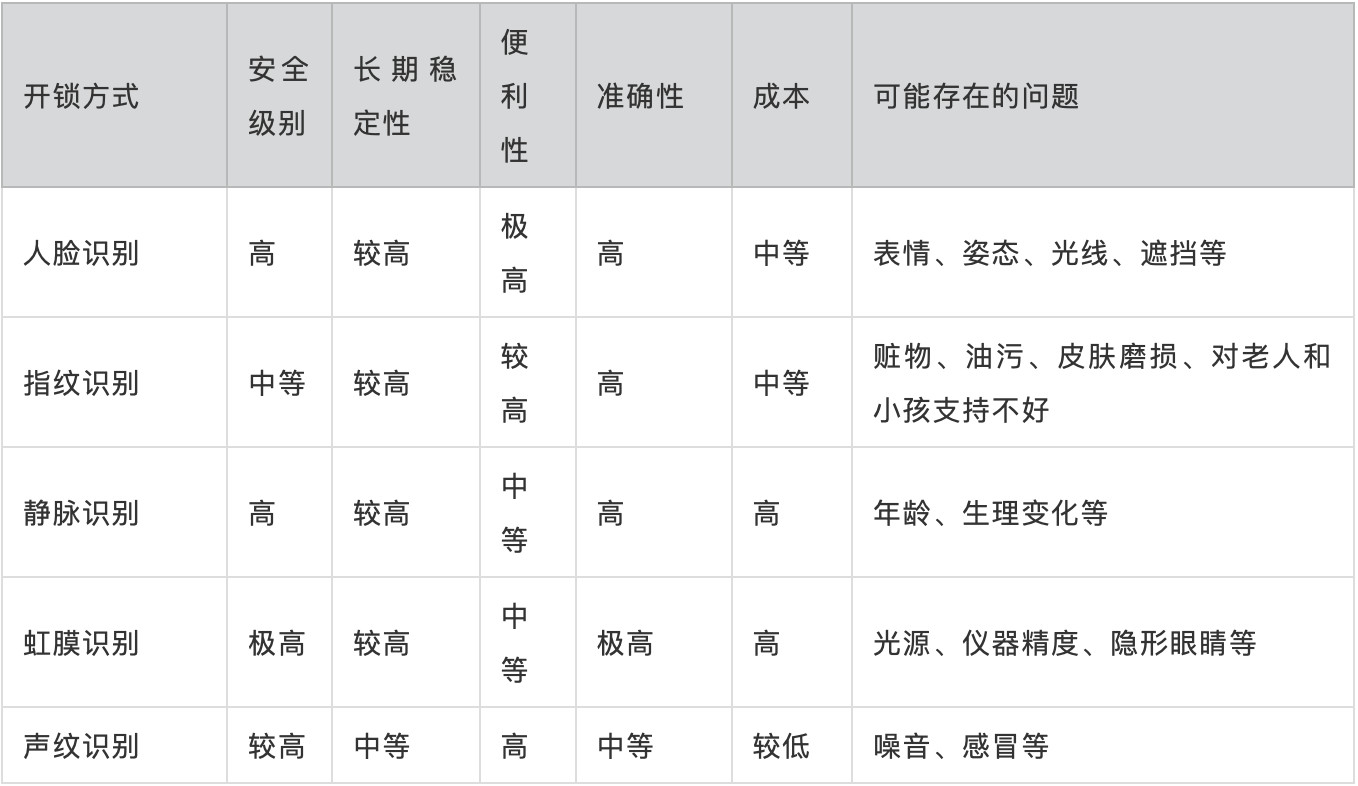 开锁方式
安全
级别
长期稳
定性
便
利
性
准确性
成本
可能存在的问题
人脸识别
高
较高
极
高
高
中等
表情、姿态、光线、遮挡等
指纹识别
中等
较高
较
高
高
中等
赃物、油污、皮肤磨损、对老人和
小孩支持不好
静脉识别
高
较高
中
等
高
高
年龄、生理变化等
虹膜识别
极高
较高
中
等
极高
高
光源、仪器精度、隐形眼睛等
声纹识别
较高
中等
高
中等
较低
噪音、感冒等